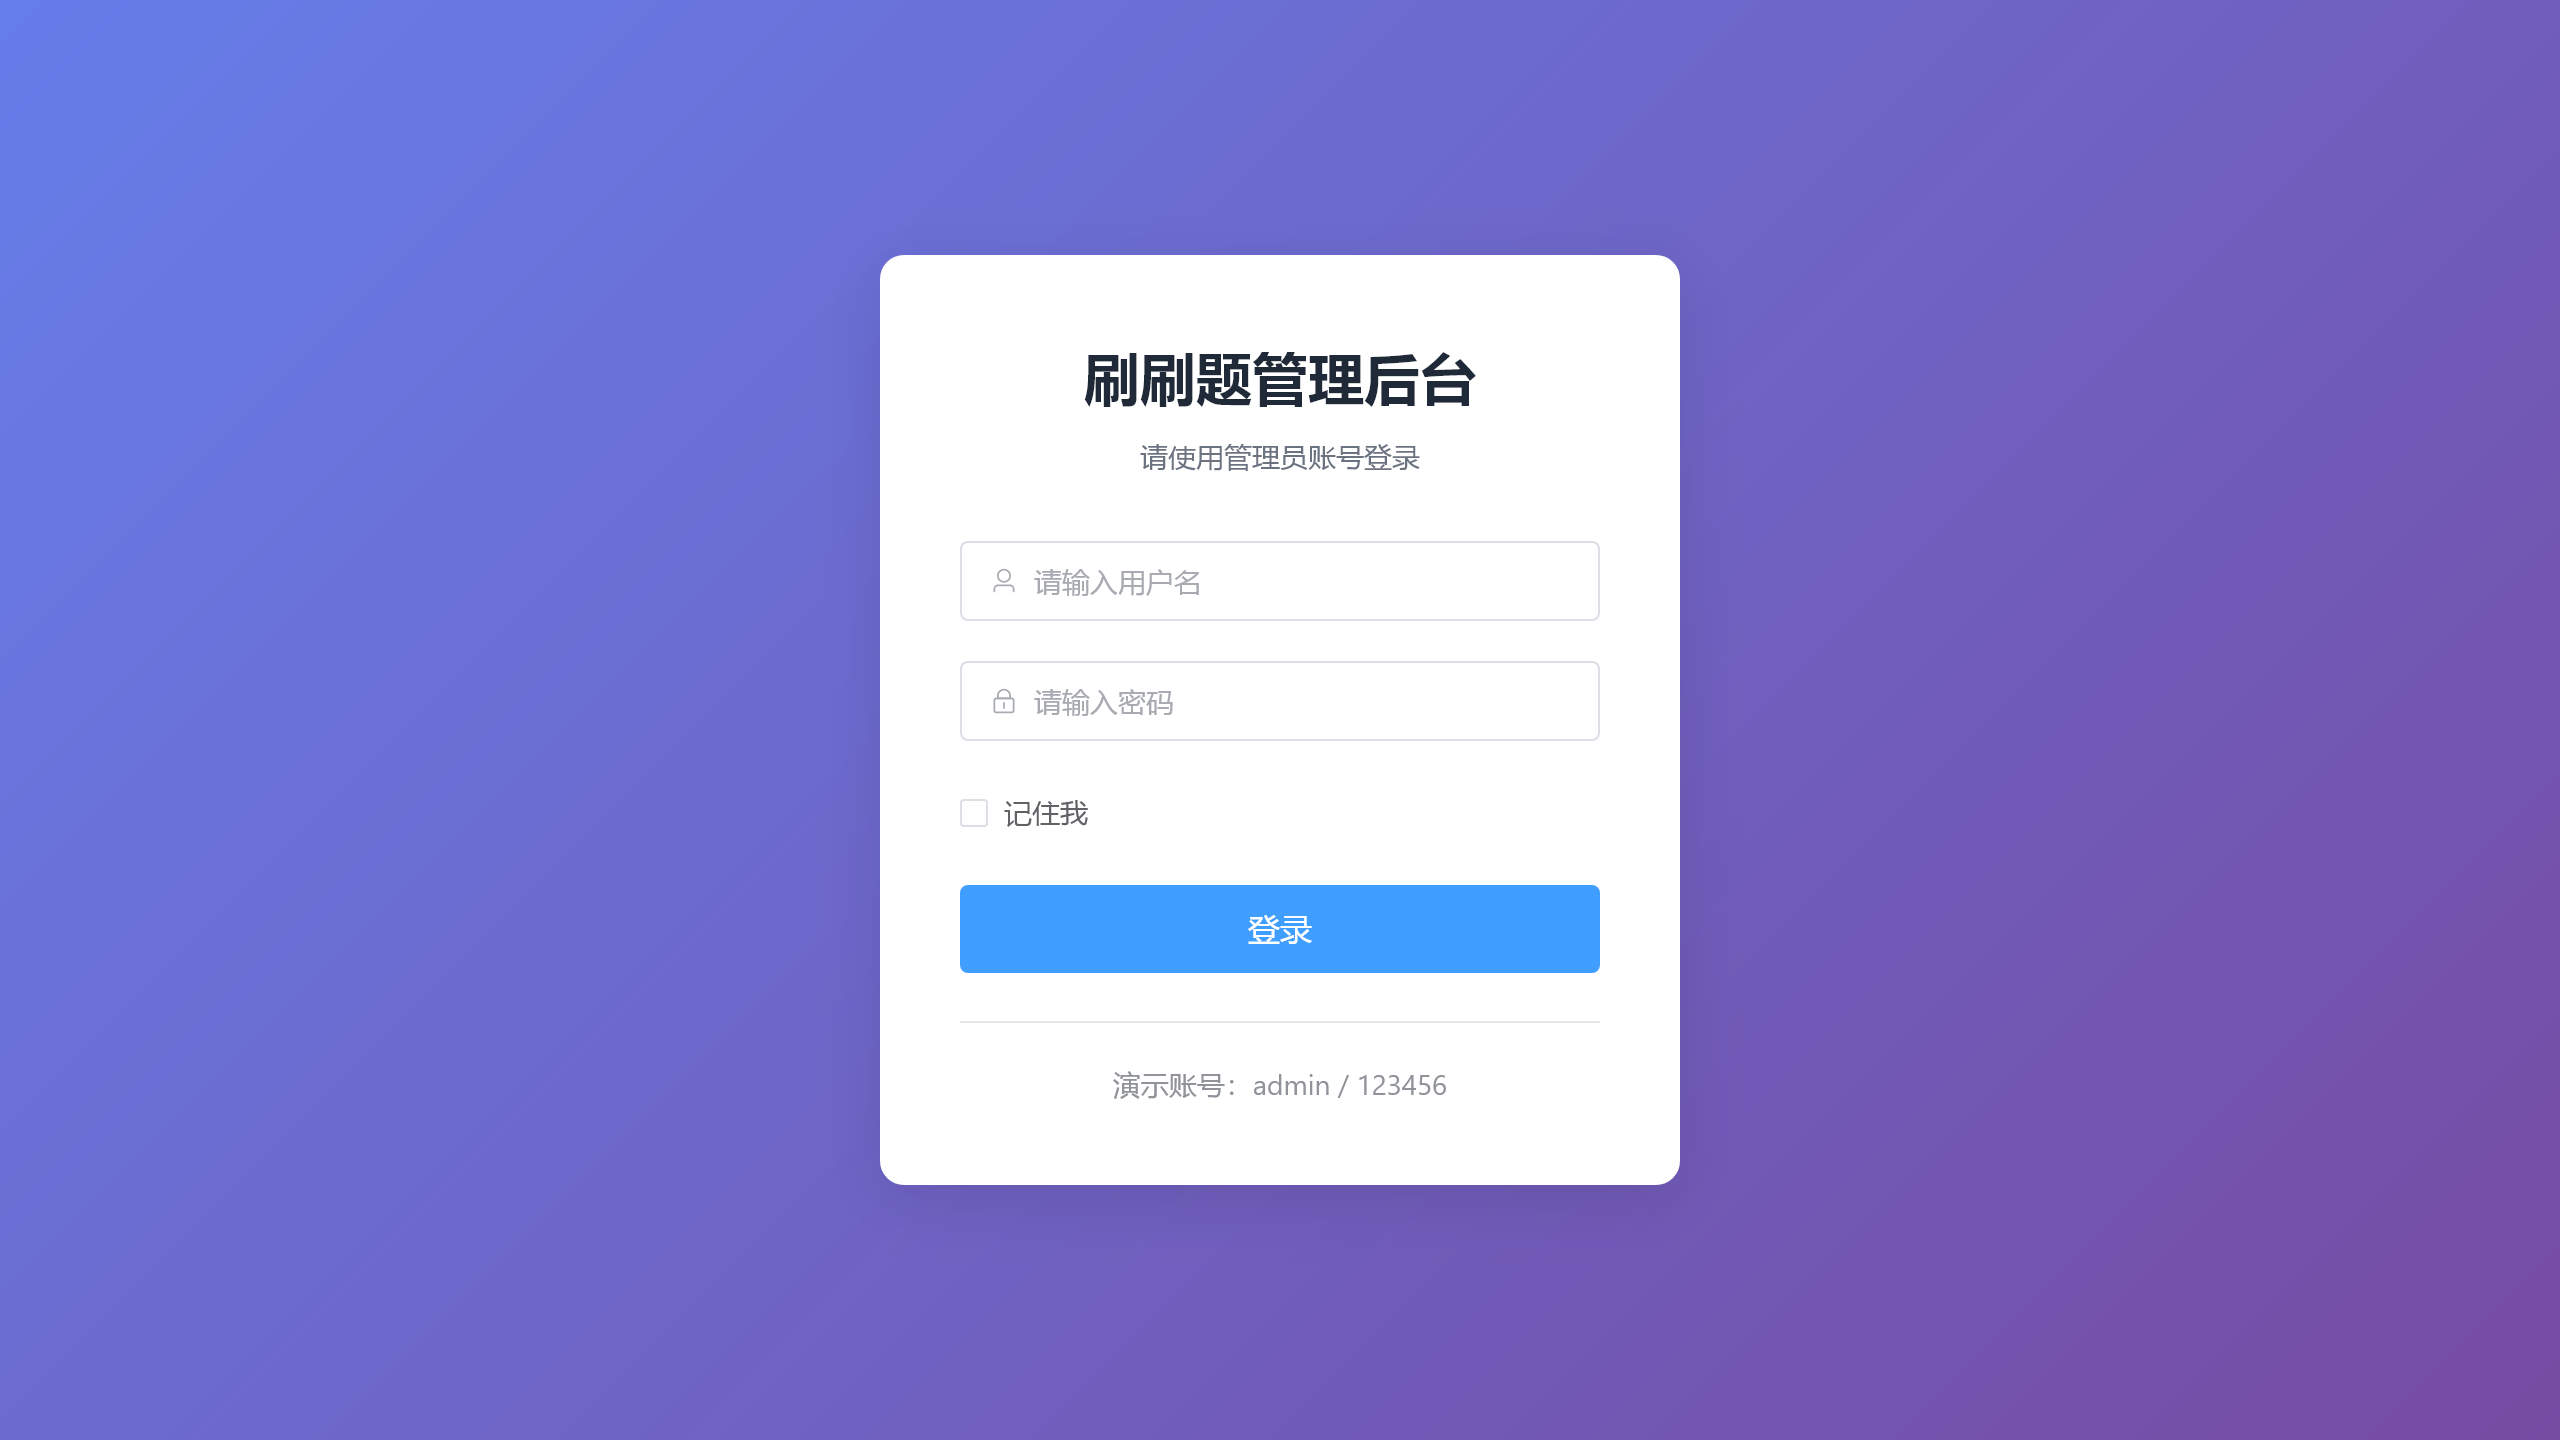 刷刷题管理后台
请使用管理员账号登录
请输入用户名
请输入密码
记住我
登录
演示账号：admin / 123456